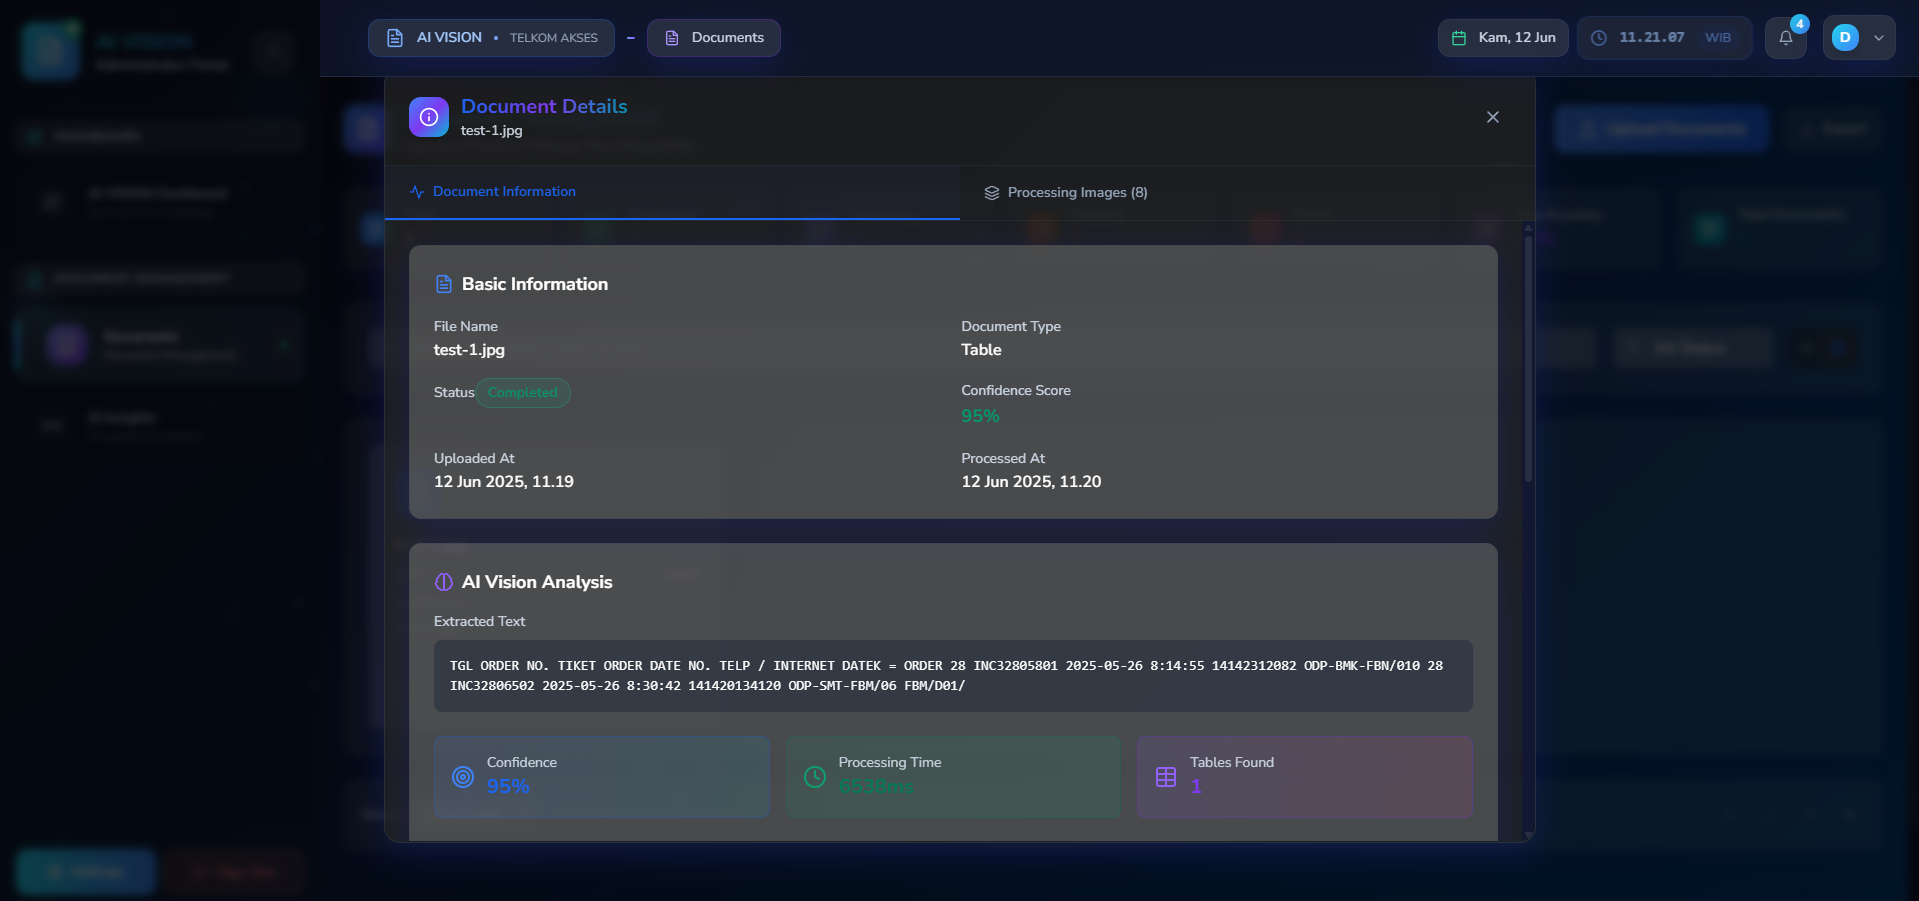 AI VISION • TELKOM AKSES – Documents
Kam, 12 Jun
11.21.07 WIB
4
D
Document Details
test-1.jpg
Document Information
Processing Images (8)
Basic Information
File Name
test-1.jpg
Document Type
Table
Status Completed
Confidence Score
95%
Uploaded At
12 Jun 2025, 11.19
Processed At
12 Jun 2025, 11.20
AI Vision Analysis
Extracted Text
TGL ORDER NO. TIKET ORDER DATE NO. TELP / INTERNET DATEK = ORDER 28 INC32805801 2025-05-26 8:14:55 14142312082 ODP-BMK-FBN/010 28
INC32806502 2025-05-26 8:30:42 141420134120 ODP-SMT-FBM/06 FBM/D01/
Confidence
95%
Processing Time
6538ms
Tables Found
1